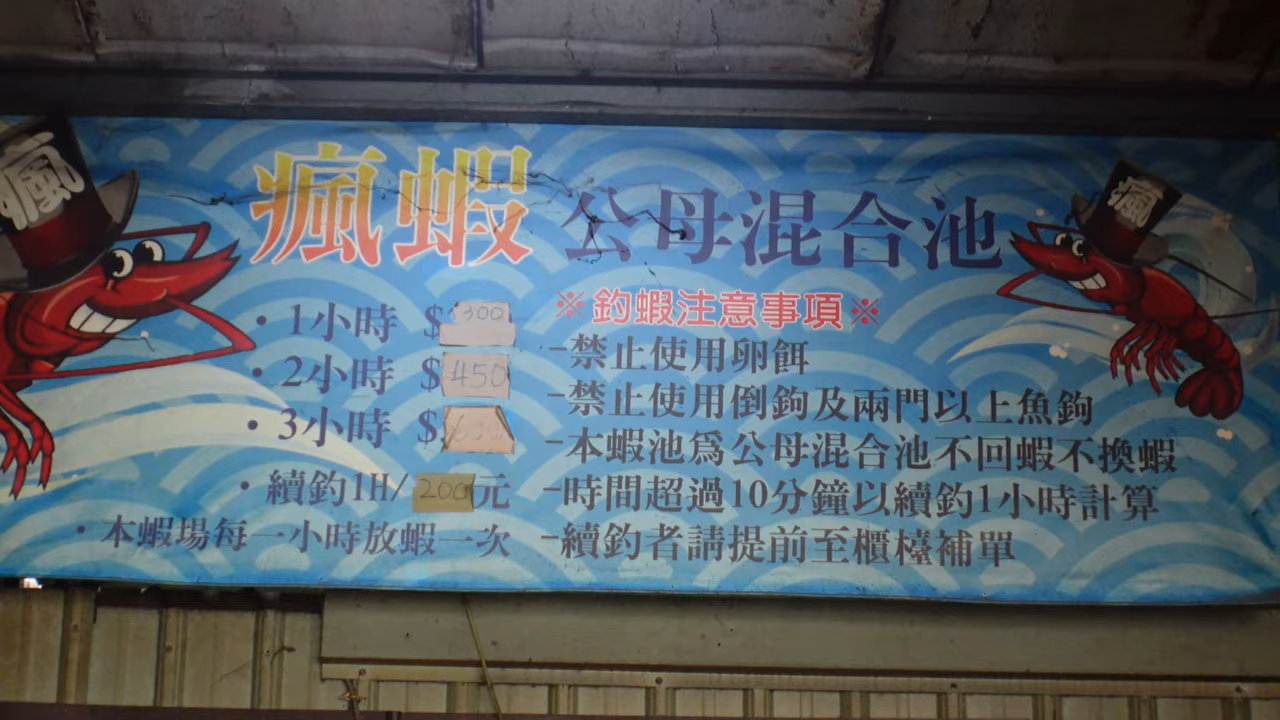 瘋
瘋蝦 公母混合池
瘋
・1小時 $300
・2小時 $450
・3小時 $
・續釣1H/200元
・本蝦場每一小時放蝦一次
※釣蝦注意事項※
-禁止使用卵餌
-禁止使用倒鉤及兩門以上魚鉤
-本蝦池爲公母混合池不回蝦不換蝦
-時間超過10分鐘以續釣1小時計算
-續釣者請提前至櫃檯補單